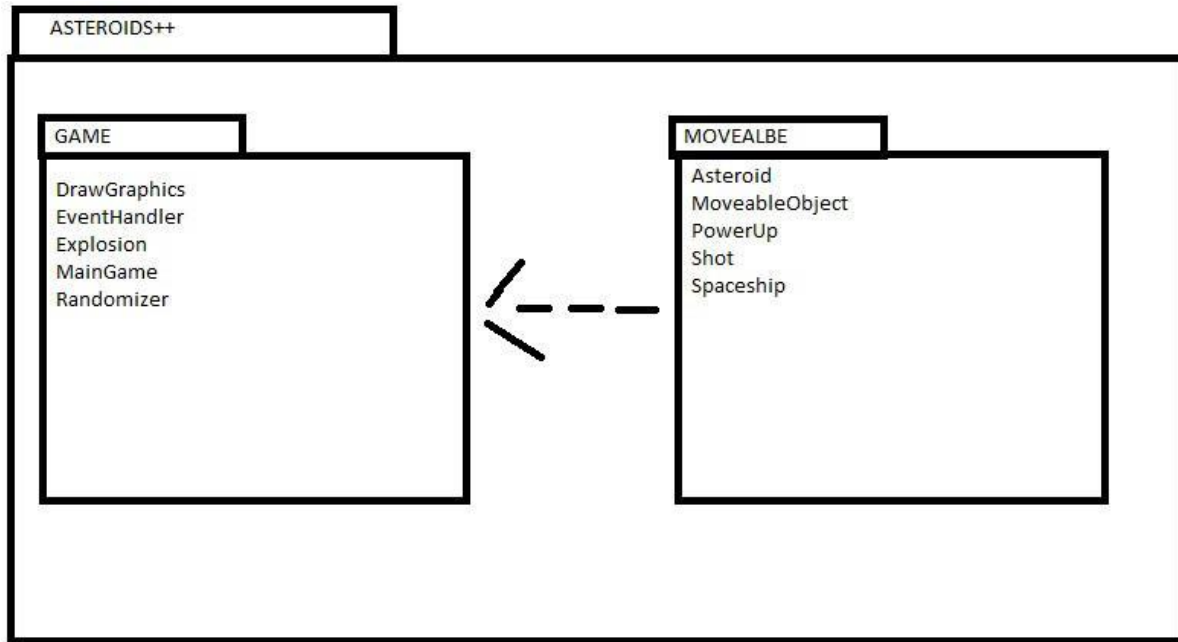 ASTEROIDS++
GAME
DrawGraphics
EventHandler
Explosion
MainGame
Randomizer
MOVEALBE
Asteroid
MoveableObject
PowerUp
Shot
Spaceship